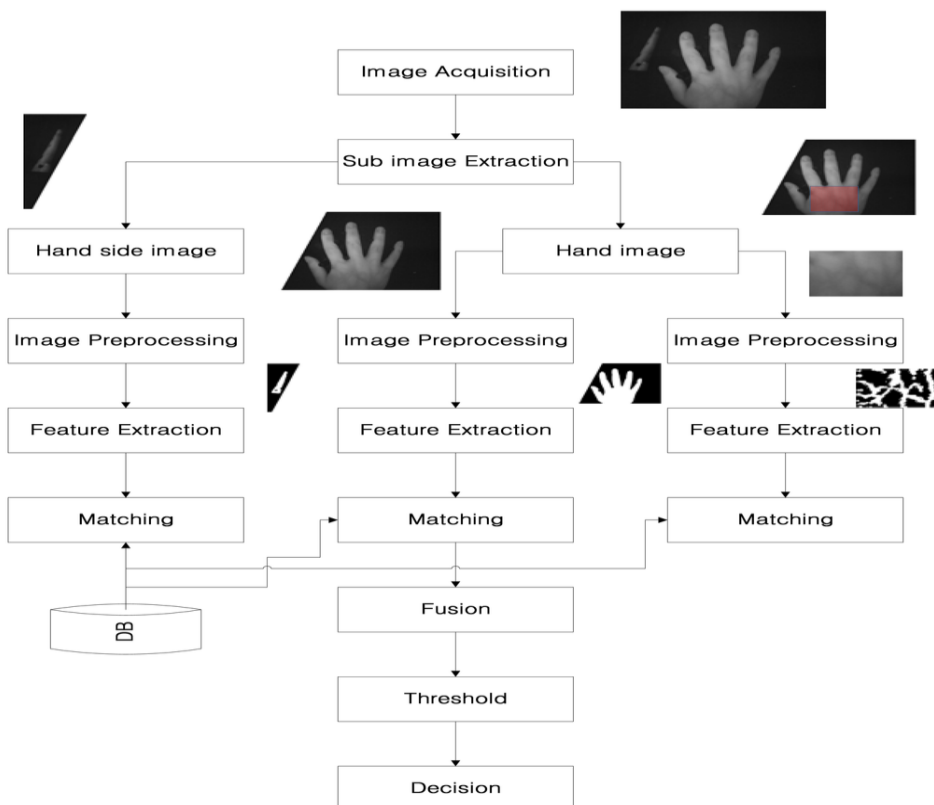 Image Acquisition
Sub image Extraction
Hand side image
Hand image
Image Preprocessing
Image Preprocessing
Image Preprocessing
Feature Extraction
Feature Extraction
Feature Extraction
Matching
Matching
Matching
DB
Fusion
Threshold
Decision